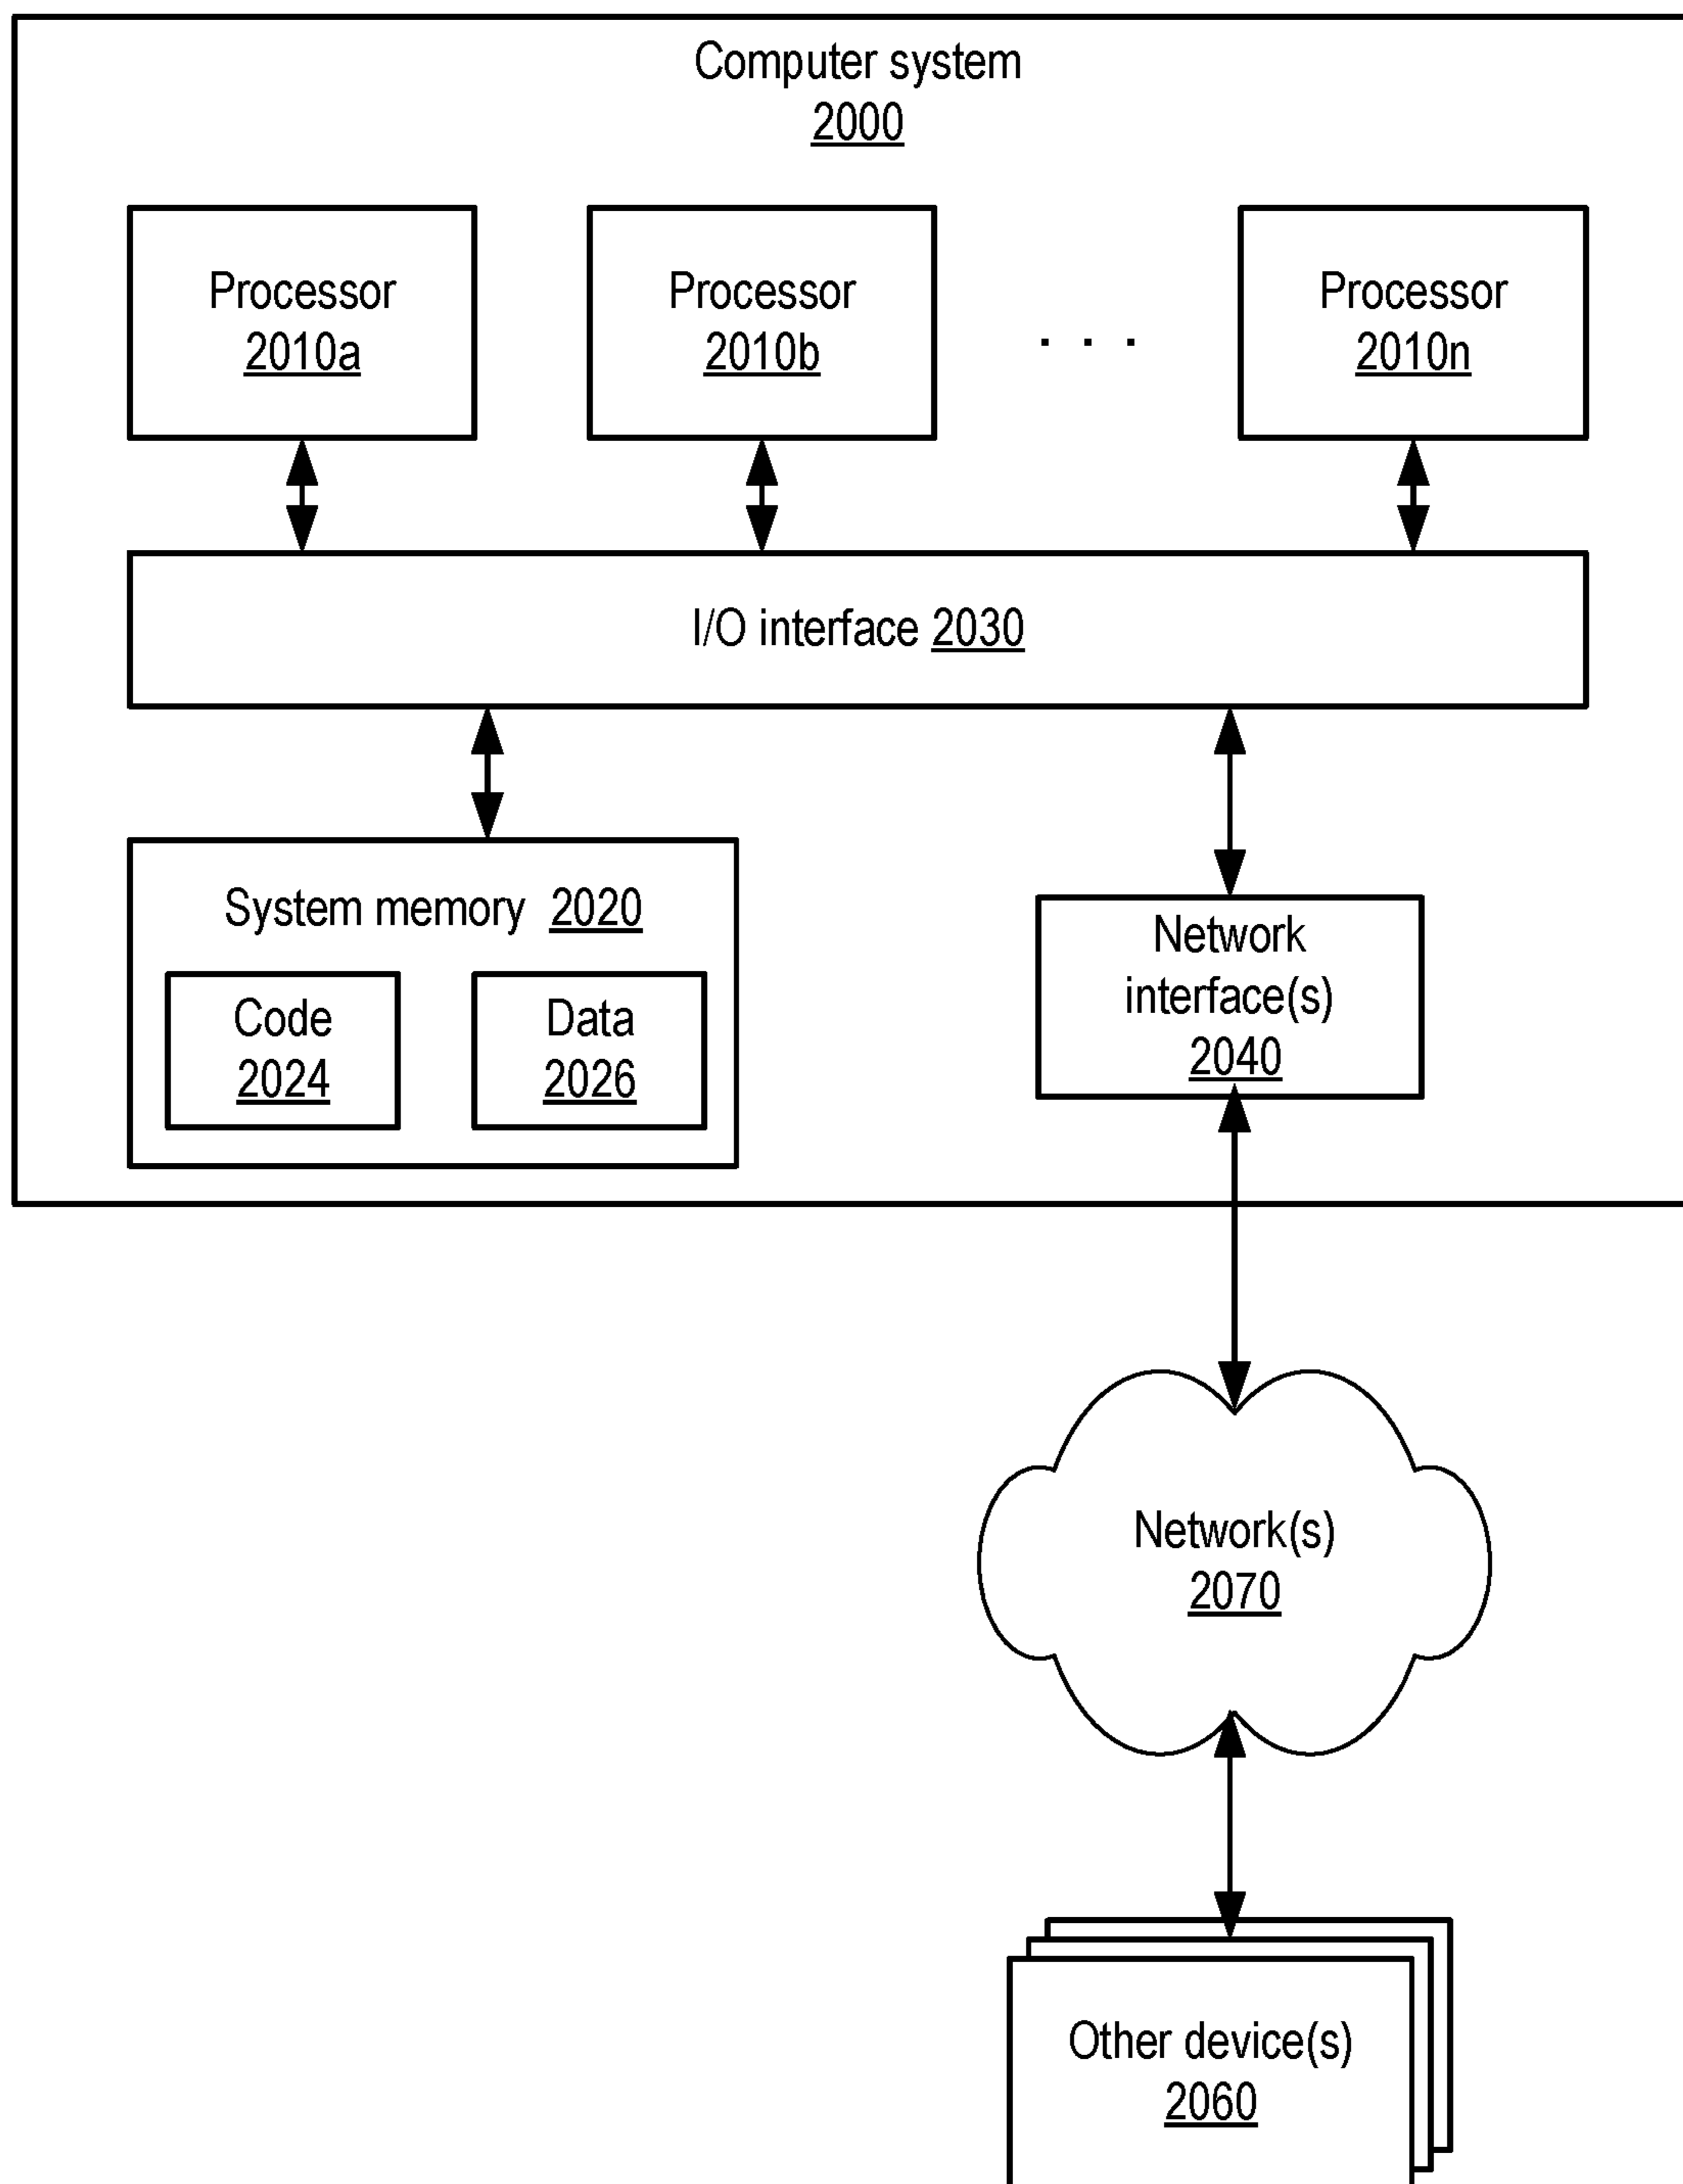 Computer system
2000
Processor
2010a
Processor
2010b
. . .
Processor
2010n
I/O interface 2030
System memory 2020
Code
2024
Data
2026
Network
interface(s)
2040
Network(s)
2070
Other device(s)
2060